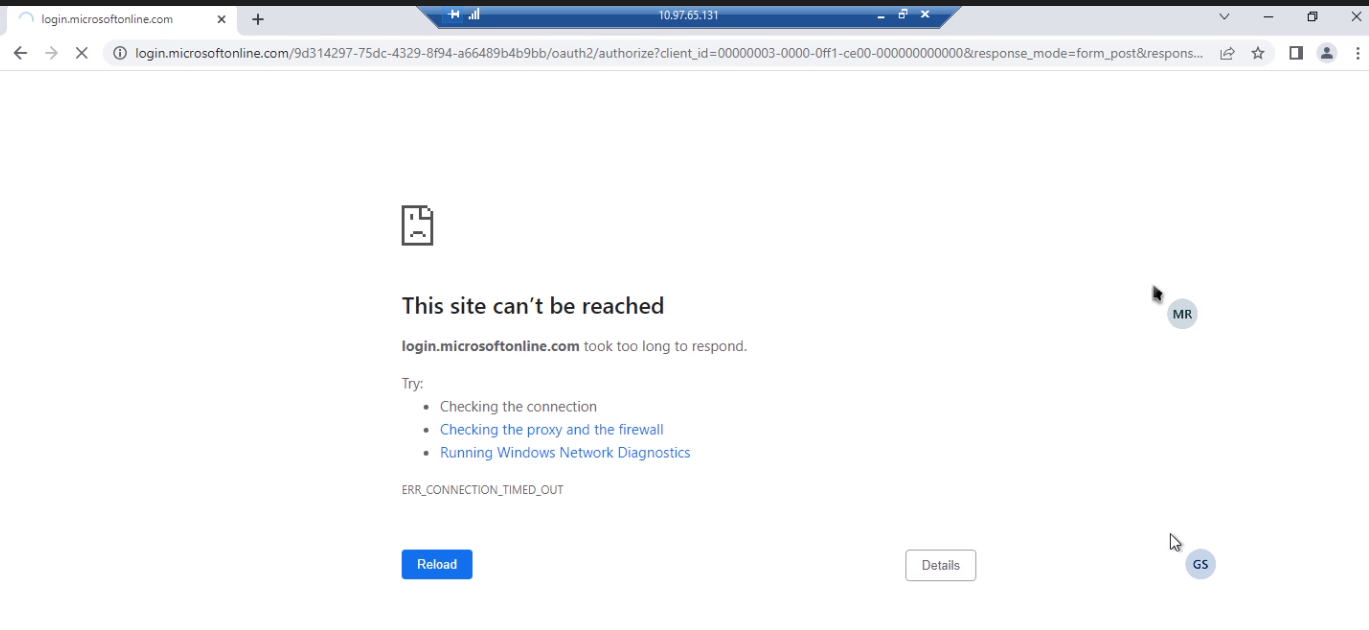 login.microsoftonline.com
10.97.65.131
login.microsoftonline.com/9d314297-75dc-4329-8f94-a66489b4b9bb/oauth2/authorize?client_id=00000003-0000-0ff1-ce00-000000000000&response_mode=form_post&respons...
This site can't be reached
MR
login.microsoftonline.com took too long to respond.
Try:
• Checking the connection
• Checking the proxy and the firewall
• Running Windows Network Diagnostics
ERR_CONNECTION_TIMED_OUT
Reload
Details
GS